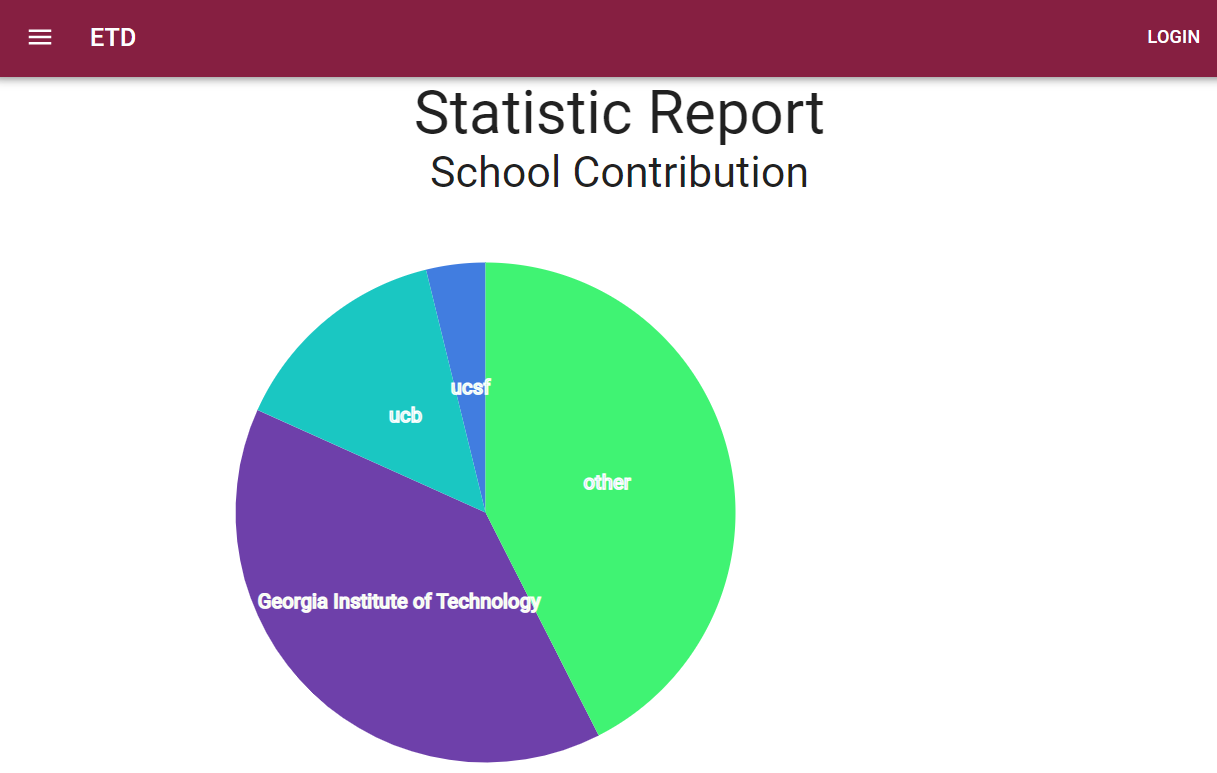 ETD
LOGIN
Statistic Report
School Contribution
ucsf
ucb
other
Georgia Institute of Technology